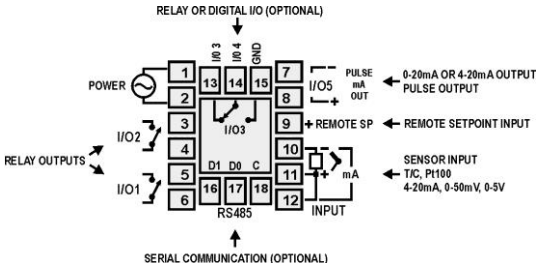 RELAY OR DIGITAL I/O (OPTIONAL)
I/O3
I/O4
GND
POWER
1
2
13
14
15
7
8
I/O5
PULSE
mA
OUT
0-20mA OR 4-20mA OUTPUT
PULSE OUTPUT
RELAY OUTPUTS
I/O2
3
4
I/O3
9
+ REMOTE SP
REMOTE SETPOINT INPUT
10
I/O1
5
6
D1 D0 C
16
17
18
RS485
11
12
+
mA
INPUT
SENSOR INPUT
T/C, Pt100
4-20mA, 0-50mV, 0-5V
SERIAL COMMUNICATION (OPTIONAL)